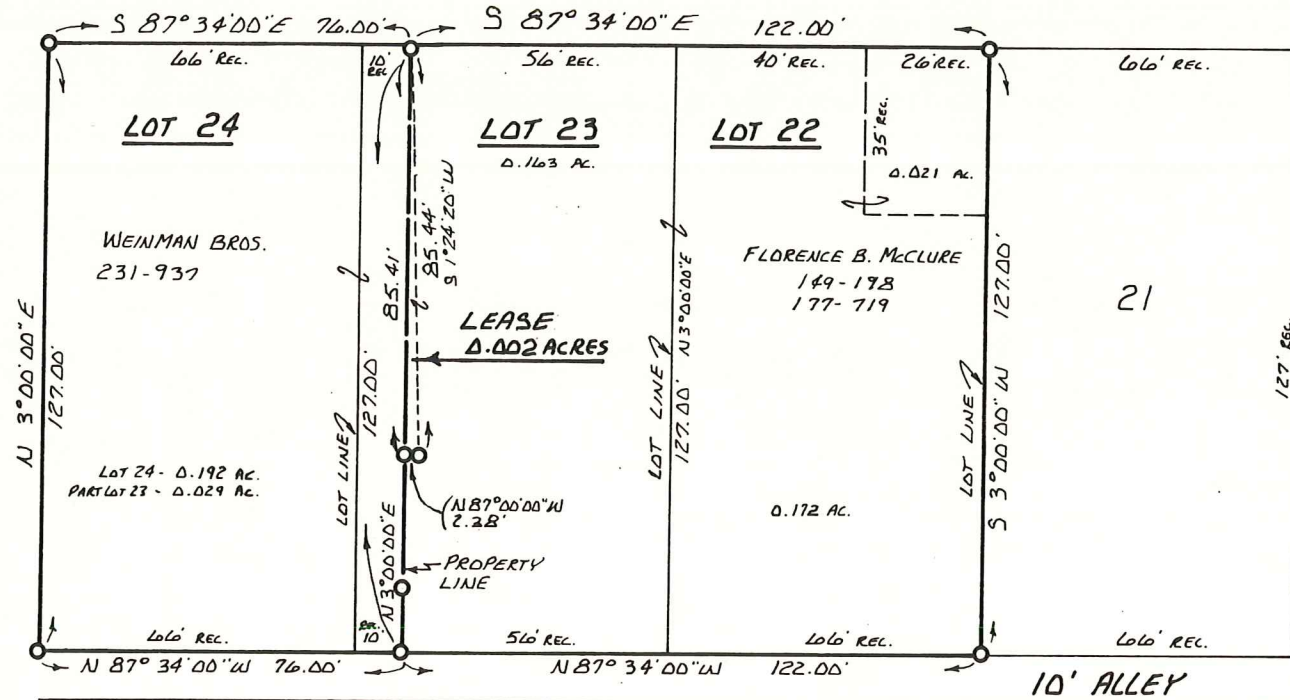 S 87° 34' 00" E 76.00'
S 87° 34' 00" E 122.00'
66' REC.
10' REC
56' REC.
40' REC.
26' REC.
66' REC.
LOT 24
LOT 23
0.163 AC.
LOT 22
35' REC.
0.021 AC.
WEINMAN BROS.
231-937
85.41'
85.44'
S 1° 24' 20" W
FLORENCE B. McCLURE
149-198
177-719
21
LEASE
0.002 ACRES
N 3° 00' 00" E
127.00'
LOT LINE
127.00'
LOT LINE
127.00' N 3° 00' 00" E
LOT LINE
S 3° 00' 00" W 127.00'
127' REC.
LOT 24 - 0.192 AC.
PART LOT 23 - 0.029 AC.
N 87° 00' 00" W
2.38'
0.172 AC.
N 3° 00' 00" E
PROPERTY
LINE
66' REC.
REC.
10'
56' REC.
66' REC.
66' REC.
N 87° 34' 00" W 76.00'
N 87° 34' 00" W 122.00'
10' ALLEY